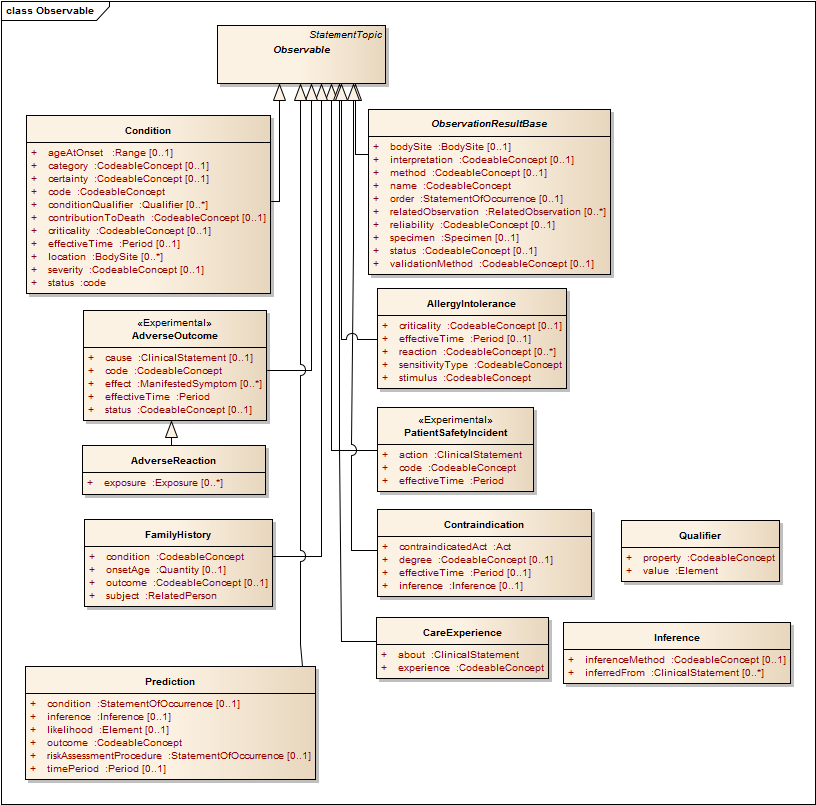 class Observable
StatementTopic
Observable
Condition
+ ageAtOnset :Range [0..1]
+ category :CodeableConcept [0..1]
+ certainty :CodeableConcept [0..1]
+ code :CodeableConcept
+ conditionQualifier :Qualifier [0..*]
+ contributionToDeath :CodeableConcept [0..1]
+ criticality :CodeableConcept [0..1]
+ effectiveTime :Period [0..1]
+ location :BodySite [0..*]
+ severity :CodeableConcept [0..1]
+ status :code
ObservationResultBase
+ bodySite :BodySite [0..1]
+ interpretation :CodeableConcept [0..1]
+ method :CodeableConcept [0..1]
+ name :CodeableConcept
+ order :StatementOfOccurrence [0..1]
+ relatedObservation :RelatedObservation [0..*]
+ reliability :CodeableConcept [0..1]
+ specimen :Specimen [0..1]
+ status :CodeableConcept [0..1]
+ validationMethod :CodeableConcept [0..1]
«Experimental»
AdverseOutcome
+ cause :ClinicalStatement [0..1]
+ code :CodeableConcept
+ effect :ManifestedSymptom [0..*]
+ effectiveTime :Period
+ status :CodeableConcept [0..1]
AllergyIntolerance
+ criticality :CodeableConcept [0..1]
+ effectiveTime :Period [0..1]
+ reaction :CodeableConcept [0..*]
+ sensitivityType :CodeableConcept
+ stimulus :CodeableConcept
AdverseReaction
+ exposure :Exposure [0..*]
«Experimental»
PatientSafetyIncident
+ action :ClinicalStatement
+ code :CodeableConcept
+ effectiveTime :Period
FamilyHistory
+ condition :CodeableConcept
+ onsetAge :Quantity [0..1]
+ outcome :CodeableConcept [0..1]
+ subject :RelatedPerson
Contraindication
+ contraindicatedAct :Act
+ degree :CodeableConcept [0..1]
+ effectiveTime :Period [0..1]
+ inference :Inference [0..1]
Qualifier
+ property :CodeableConcept
+ value :Element
CareExperience
+ about :ClinicalStatement
+ experience :CodeableConcept
Inference
+ inferenceMethod :CodeableConcept [0..1]
+ inferredFrom :ClinicalStatement [0..*]
Prediction
+ condition :StatementOfOccurrence [0..1]
+ inference :Inference [0..1]
+ likelihood :Element [0..1]
+ outcome :CodeableConcept
+ riskAssessmentProcedure :StatementOfOccurrence [0..1]
+ timePeriod :Period [0..1]